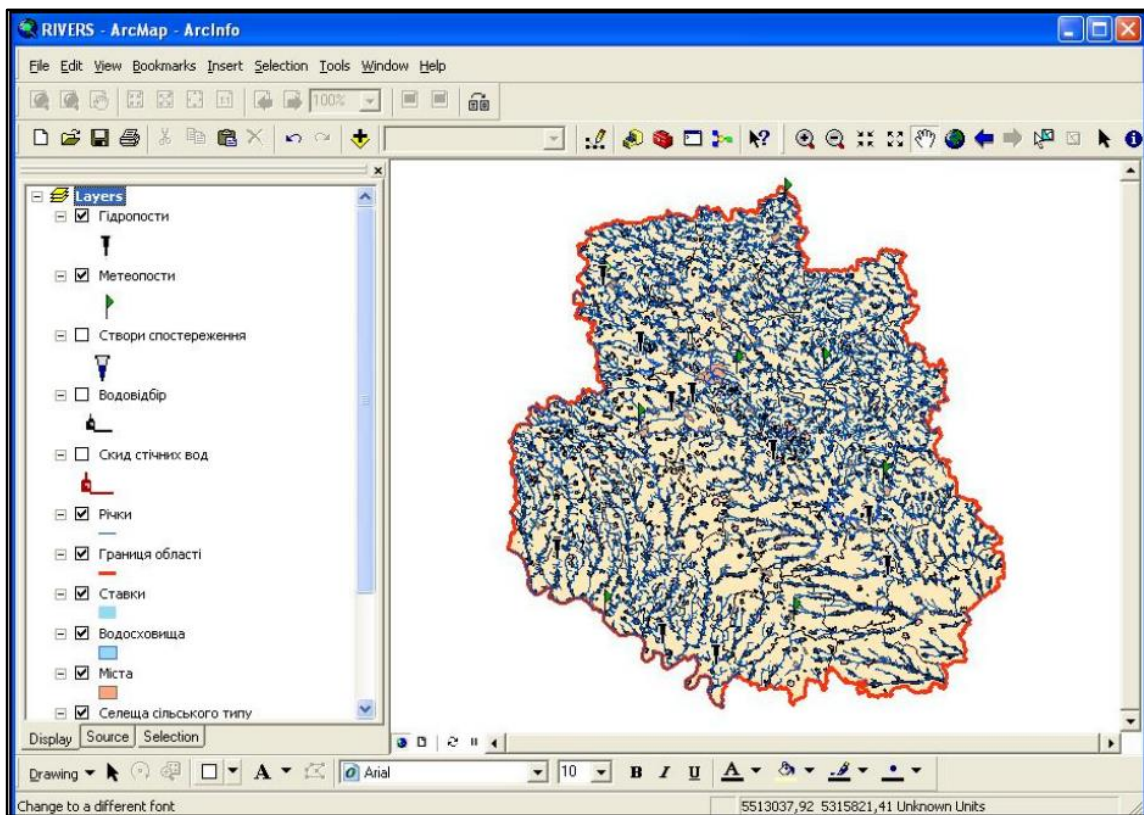 RIVERS - ArcMap - ArcInfo
File Edit View Bookmarks Insert Selection Tools Window Help
100%
Layers
Гідропости
Метеопости
Створи спостереження
Водовідбір
Скид стічних вод
Річки
Границя області
Ставки
Водосховища
Міста
Селеща сільського типу
Display Source Selection
Drawing A Arial 10 B I U A
Change to a different font 5513037,92 5315821,41 Unknown Units